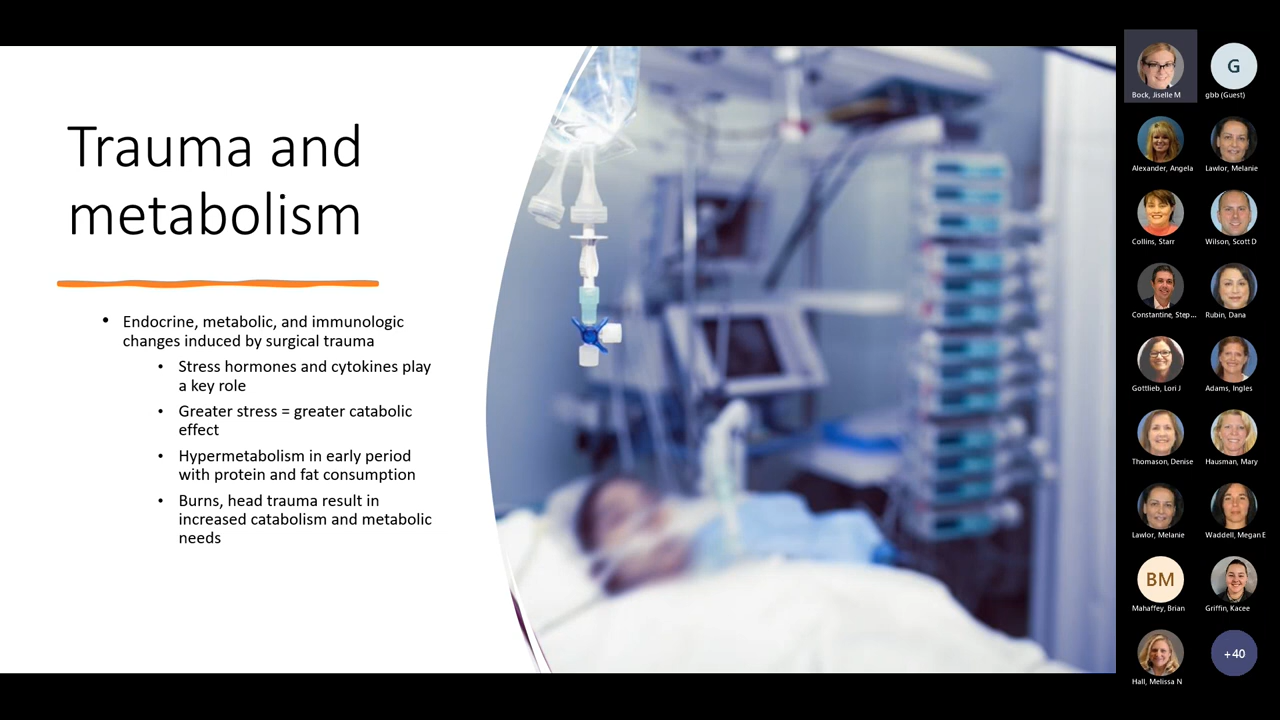 Trauma and
metabolism
• Endocrine, metabolic, and immunologic
changes induced by surgical trauma
• Stress hormones and cytokines play
a key role
• Greater stress = greater catabolic
effect
• Hypermetabolism in early period
with protein and fat consumption
• Burns, head trauma result in
increased catabolism and metabolic
needs
Bock, Jiselle M
G
gbb (Guest)
Alexander, Angela
Lawlor, Melanie
Collins, Starr
Wilson, Scott D
Constantine, Step...
Rubin, Dana
Gottlieb, Lori J
Adams, Ingles
Thomason, Denise
Hausman, Mary
Lawlor, Melanie
Waddell, Megan E
BM
Mahaffey, Brian
Griffin, Kacee
Hall, Melissa N
+40